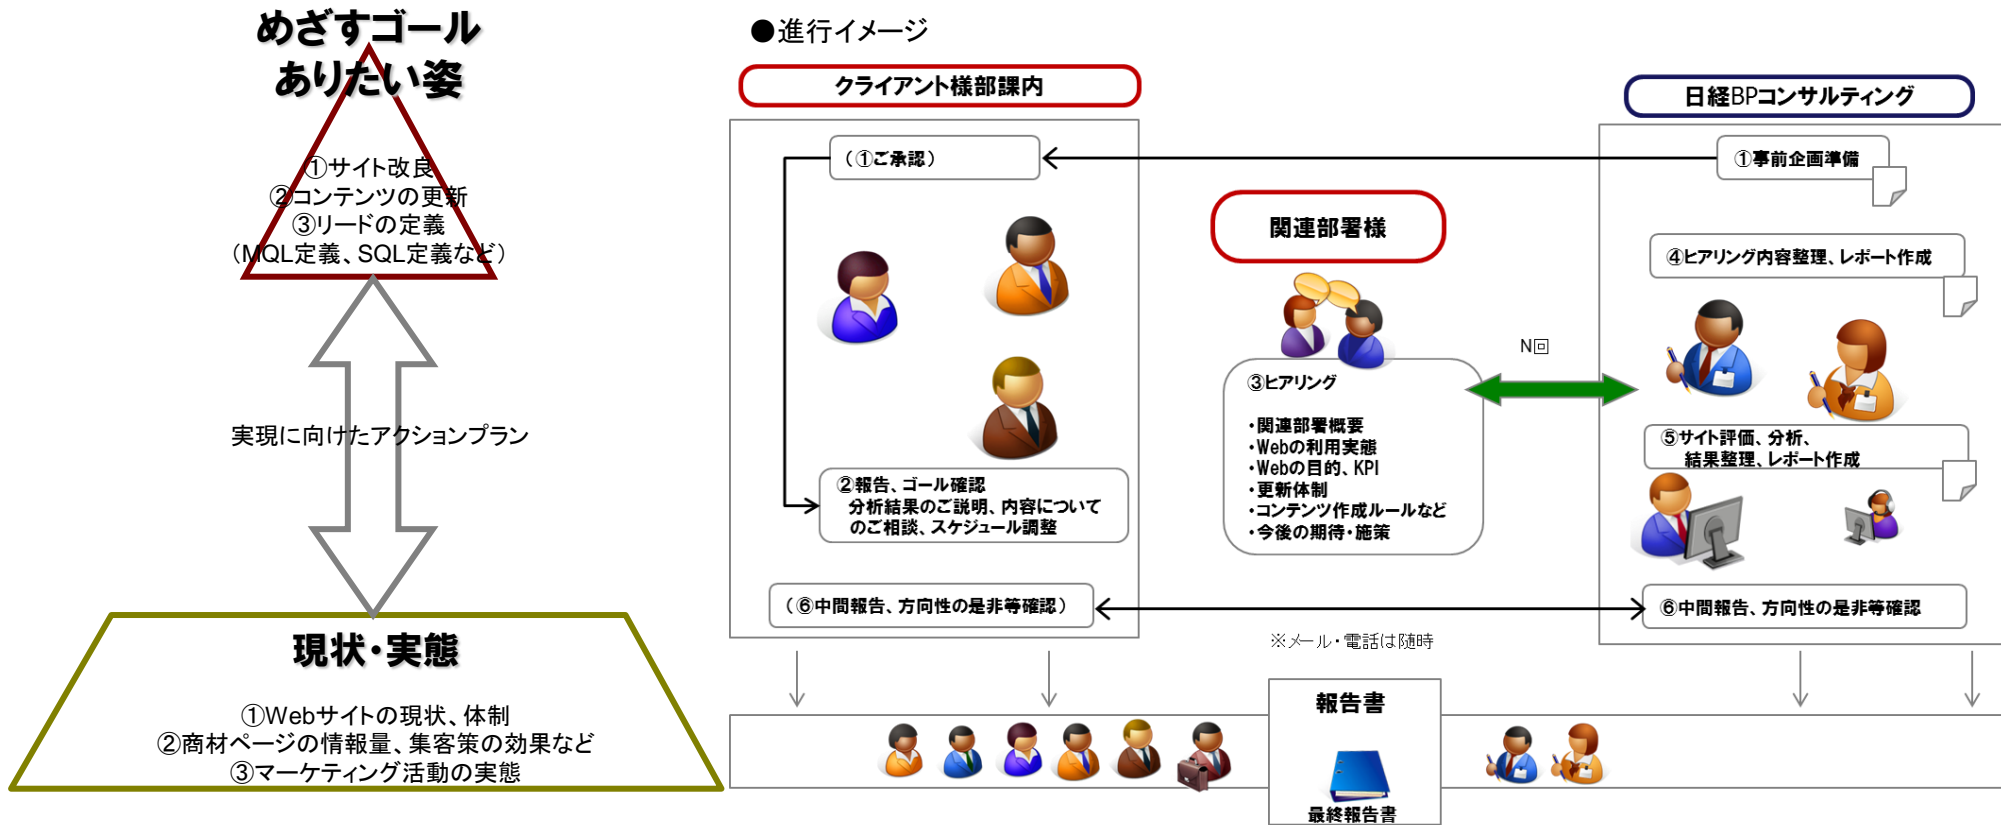 めざすゴール
ありたい姿
①サイト改良
②コンテンツの更新
③リードの定義
（MQL定義、SQL定義など）
実現に向けたアクションプラン
現状・実態
①Webサイトの現状、体制
②商材ページの情報量、集客策の効果など
③マーケティング活動の実態
●進行イメージ
クライアント様部課内
（①ご承認）
②報告、ゴール確認
分析結果のご説明、内容について
のご相談、スケジュール調整
（⑥中間報告、方向性の是非等確認）
関連部署様
③ヒアリング
・関連部署概要
・Webの利用実態
・Webの目的、KPI
・更新体制
・コンテンツ作成ルールなど
・今後の期待・施策
N回
※メール・電話は随時
日経BPコンサルティング
①事前企画準備
④ヒアリング内容整理、レポート作成
⑤サイト評価、分析、
結果整理、レポート作成
⑥中間報告、方向性の是非等確認
報告書
最終報告書